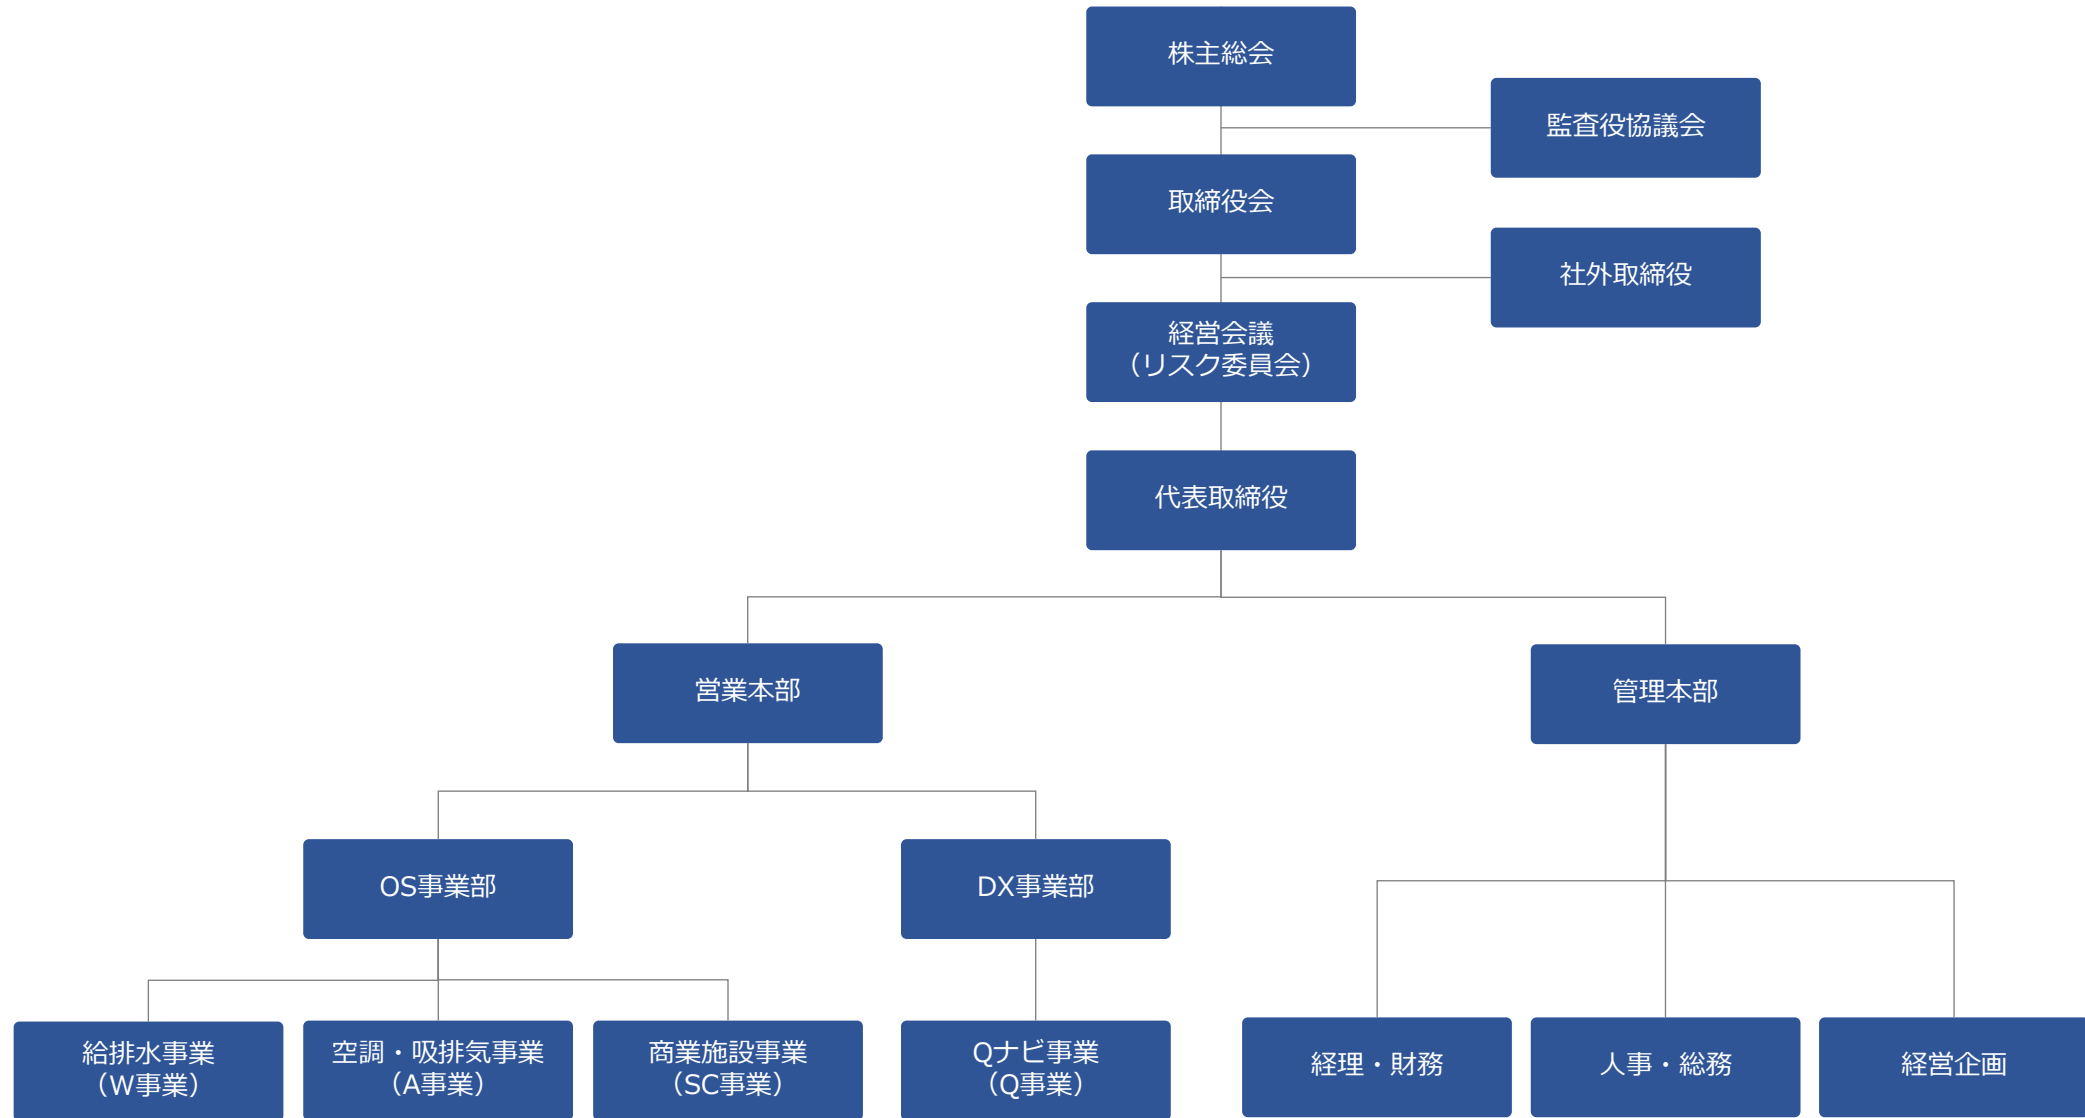 株主総会
監査役協議会
取締役会
社外取締役
経営会議
（リスク委員会）
代表取締役
営業本部
管理本部
OS事業部
DX事業部
給排水事業
（W事業）
空調・吸排気事業
（A事業）
商業施設事業
（SC事業）
Qナビ事業
（Q事業）
経理・財務
人事・総務
経営企画